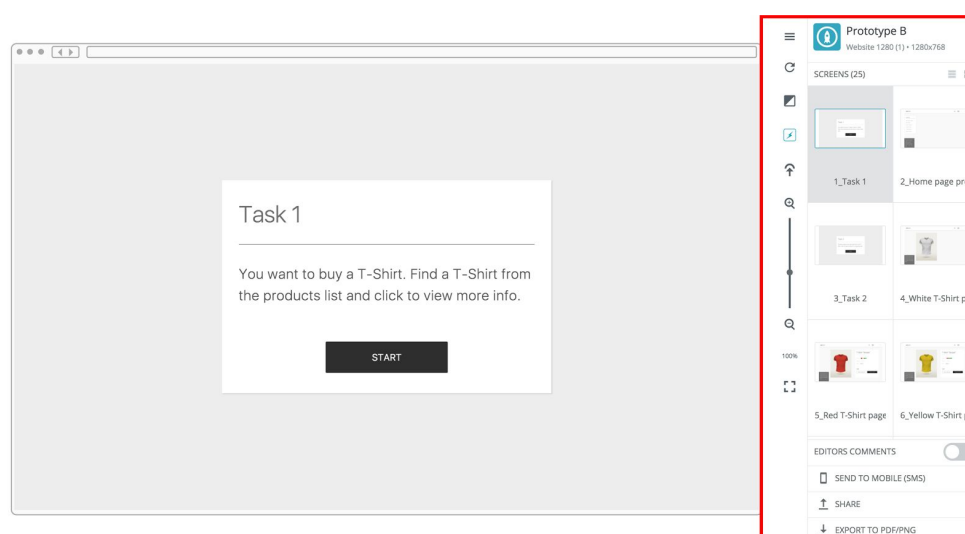 Prototype B
Website 1280 (1) • 1280x768
SCREENS (25)
Task 1
You want to buy a T-Shirt. Find a T-Shirt from
the products list and click to view more info.
START
1_Task 1
2_Home page pr
3_Task 2
4_White T-Shirt p
100%
5_Red T-Shirt page
6_Yellow T-Shirt p
EDITORS COMMENTS
SEND TO MOBILE (SMS)
SHARE
EXPORT TO PDF/PNG